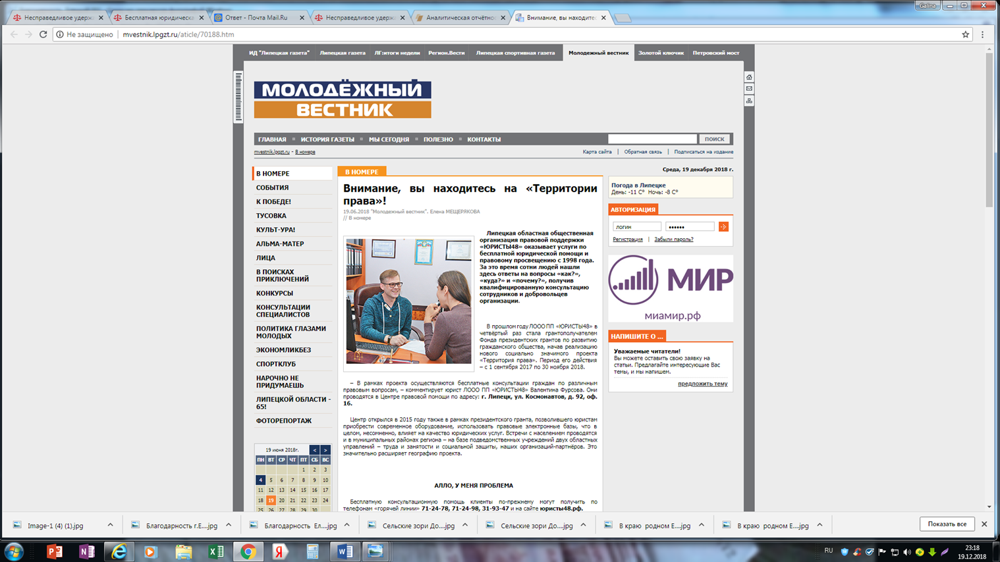 Galina
Несправедливое удерж
Бесплатная юридическа
Ответ - Почта Mail.Ru
Несправедливое удерж
Аналитическая отчётнос
Внимание, вы находитес
Не защищено | mvestnik.lpgzt.ru/aticle/70188.htm
ИД "Липецкая газета" Липецкая газета ЛГ:итоги недели Регион.Вести Липецкая спортивная газета Молодежный вестник Золотой ключик Петровский мост
МОЛОДЁЖНЫЙ
ВЕСТНИК
ГЛАВНАЯ ИСТОРИЯ ГАЗЕТЫ МЫ СЕГОДНЯ ПОЛЕЗНО КОНТАКТЫ ПОИСК
mvestnik.lpgzt.ru - В номере
Карта сайта | Обратная связь | Подписаться на издание
В НОМЕРЕ
СОБЫТИЯ
К ПОБЕДЕ!
ТУСОВКА
КУЛЬТ-УРА!
АЛЬМА-МАТЕР
ЛИЦА
В ПОИСКАХ
ПРИКЛЮЧЕНИЙ
КОНКУРСЫ
КОНСУЛЬТАЦИИ
СПЕЦИАЛИСТОВ
ПОЛИТИКА ГЛАЗАМИ
МОЛОДЫХ
ЭКОНОМЛИКБЕЗ
СПОРТКЛУБ
НАРОЧНО НЕ
ПРИДУМАЕШЬ
ЛИПЕЦКОЙ ОБЛАСТИ -
65!
ФОТОРЕПОРТАЖ
19 июня 2018г. < >
ПН ВТ СР ЧТ ПТ СБ ВС
1 2 3
4 5 6 7 8 9 10
11 12 13 14 15 16 17
18 19 20 21 22 23 24
25 26 27 28 29 30
В НОМЕРЕ
Внимание, вы находитесь на «Территории
права»!
19.06.2018 "Молодежный вестник". Елена МЕЩЕРЯКОВА
// В номере
Липецкая областная общественная
организация правовой поддержки
«ЮРИСТЫ48» оказывает услуги по
бесплатной юридической помощи и
правовому просвещению с 1998 года.
За это время сотни людей нашли
здесь ответы на вопросы «как?»,
«куда?» и «почему?», получив
квалифицированную консультацию
сотрудников и добровольцев
организации.
В прошлом году ЛООО ПП «ЮРИСТЫ48» в
четвёртый раз стала грантополучателем
Фонда президентских грантов по развитию
гражданского общества, начав реализацию
нового социально значимого проекта
«Территория права». Период его действия
– с 1 сентября 2017 по 30 ноября 2018.
– В рамках проекта осуществляются бесплатные консультации граждан по различным
правовым вопросам, – комментирует юрист ЛООО ПП «ЮРИСТЫ48» Валентина Фурсова. Они
проводятся в Центре правовой помощи по адресу: г. Липецк, ул. Космонавтов, д. 92, оф.
16.
Центр открылся в 2015 году также в рамках президентского гранта, позволившего юристам
приобрести современное оборудование, использовать правовые электронные базы, что в
целом, несомненно, влияет на качество юридических услуг. Встречи с населением проводятся
и в муниципальных районах региона – на базе подведомственных учреждений двух областных
управлений – труда и занятости и социальной защиты, наших организаций-партнёров. Это
значительно расширяет географию проекта.
АЛЛО, У МЕНЯ ПРОБЛЕМА
Бесплатную консультационную помощь клиенты по-прежнему могут получить по
телефонам «горячей линии» 71-24-78, 71-24-98, 31-93-47 и на сайте юристы48.рф.
Среда, 19 декабря 2018 г.
Погода в Липецке
День: -11 C° Ночь: -8 C°
АВТОРИЗАЦИЯ
логин ••••••
Регистрация | Забыли пароль?
МИР
миамир.рф
НАПИШИТЕ О ...
Уважаемые читатели!
Вы можете оставить свою заявку на
статьи. Предлагайте интересующие Вас
темы, и мы напишем.
предложить тему
Image-1 (4) (1).jpg
Благодарность г.Е....jpg
Благодарность Ел....jpg
Сельские зори До....jpg
Сельские зори До....jpg
В краю родном Е....jpg
В краю родном Е....jpg
Показать все
RU
23:18
19.12.2018